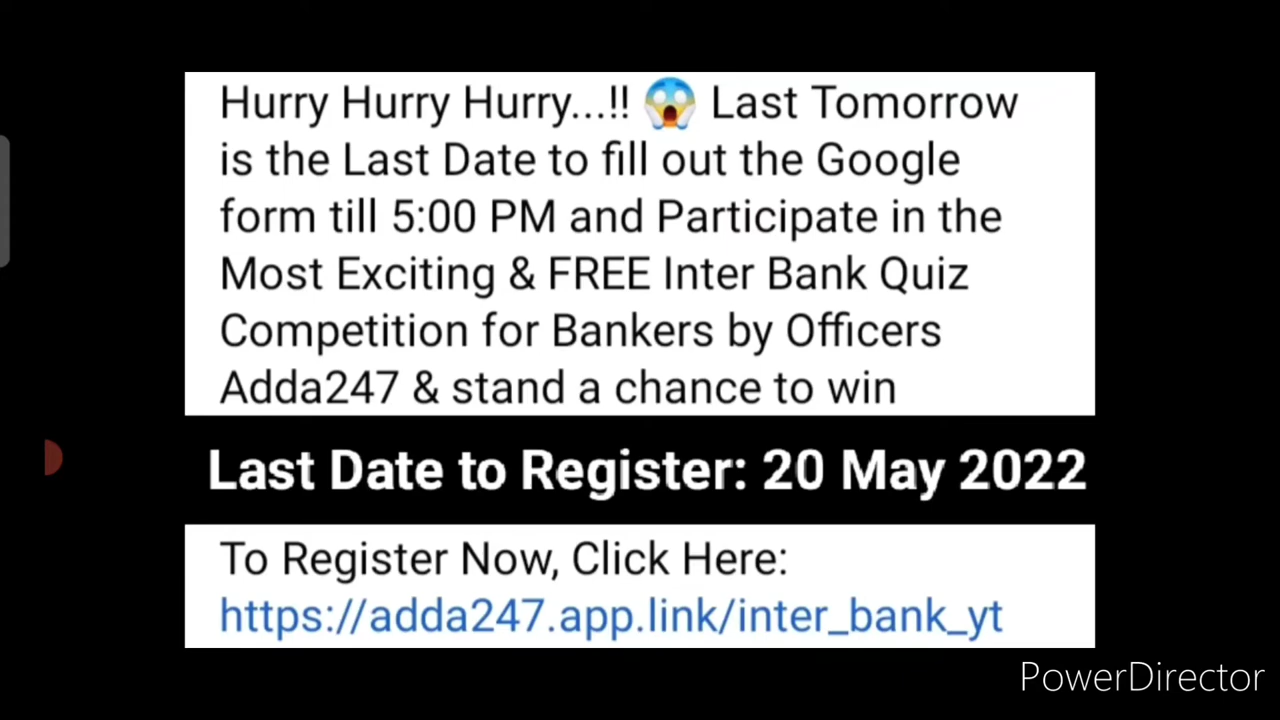 Hurry Hurry Hurry...!! 😱 Last Tomorrow
is the Last Date to fill out the Google
form till 5:00 PM and Participate in the
Most Exciting & FREE Inter Bank Quiz
Competition for Bankers by Officers
Adda247 & stand a chance to win
Last Date to Register: 20 May 2022
To Register Now, Click Here:
https://adda247.app.link/inter_bank_yt
PowerDirector